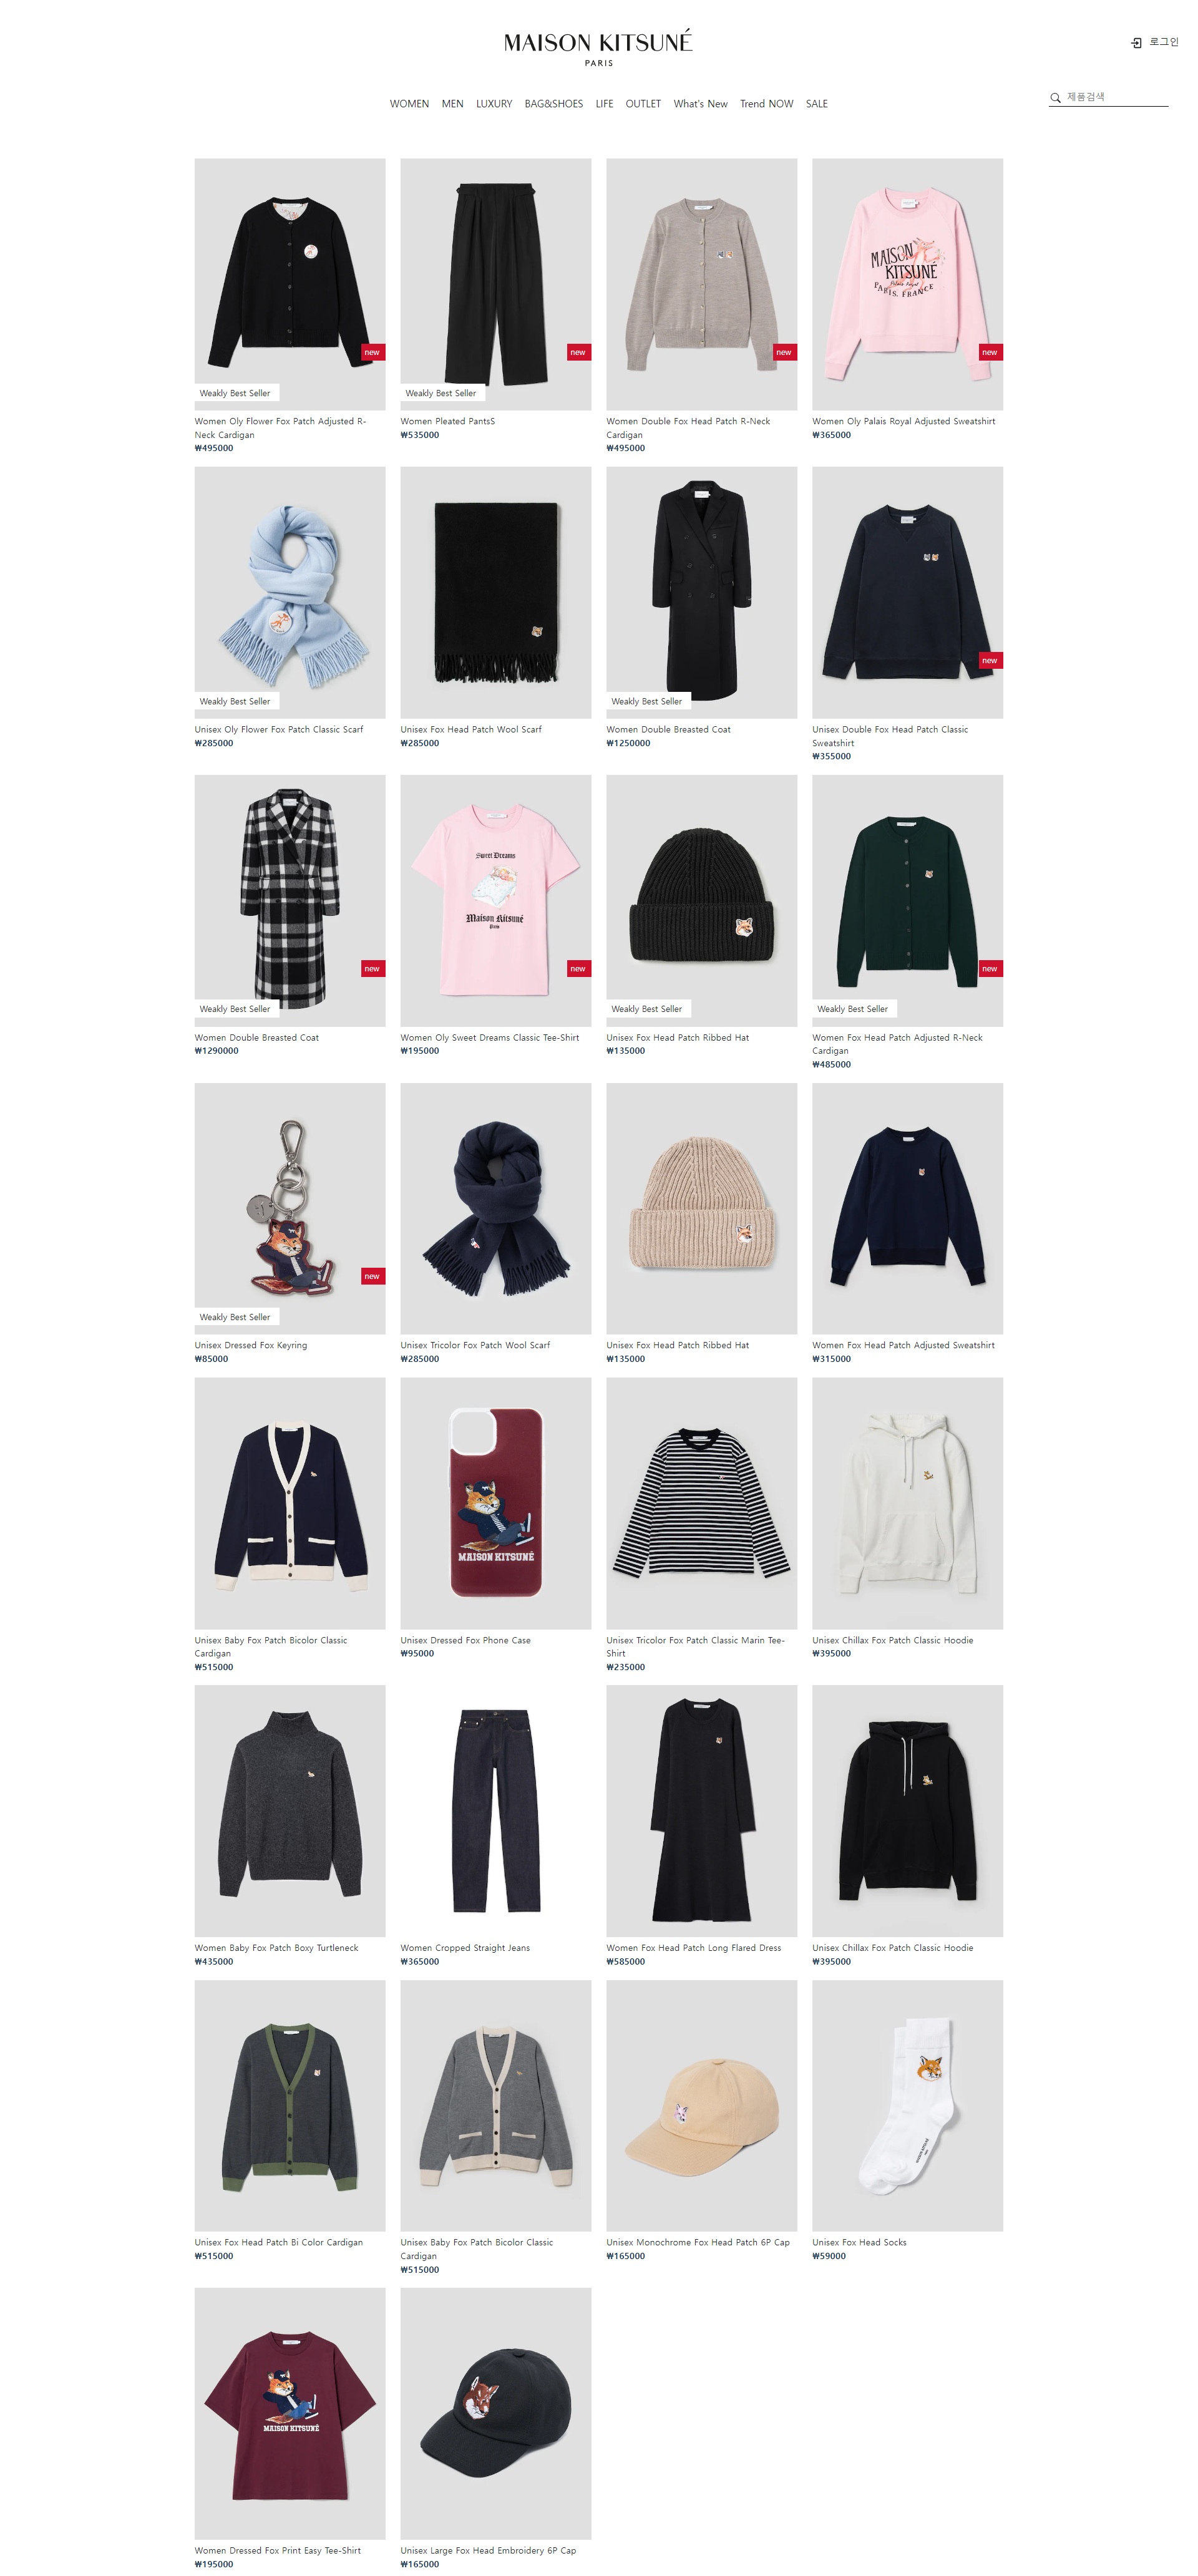 MAISON KITSUNÉ
PARIS
로그인
WOMEN MEN LUXURY BAG&SHOES LIFE OUTLET What's New Trend NOW SALE
제품검색
new
new
new
MAISON
KITSUNÉ
Palais Royal
PARIS, FRANCE
new
Weakly Best Seller
Weakly Best Seller
Women Oly Flower Fox Patch Adjusted R-
Neck Cardigan
₩495000
Women Pleated PantsS
₩535000
Women Double Fox Head Patch R-Neck
Cardigan
₩495000
Women Oly Palais Royal Adjusted Sweatshirt
₩365000
new
Weakly Best Seller
Weakly Best Seller
Unisex Oly Flower Fox Patch Classic Scarf
₩285000
Unisex Fox Head Patch Wool Scarf
₩285000
Women Double Breasted Coat
₩1250000
Unisex Double Fox Head Patch Classic
Sweatshirt
₩355000
new
Sweet Dreams
Maison Kitsuné
Paris
new
new
Weakly Best Seller
Weakly Best Seller
Weakly Best Seller
Women Double Breasted Coat
₩1290000
Women Oly Sweet Dreams Classic Tee-Shirt
₩195000
Unisex Fox Head Patch Ribbed Hat
₩135000
Women Fox Head Patch Adjusted R-Neck
Cardigan
₩485000
new
Weakly Best Seller
Unisex Dressed Fox Keyring
₩85000
Unisex Tricolor Fox Patch Wool Scarf
₩285000
Unisex Fox Head Patch Ribbed Hat
₩135000
Women Fox Head Patch Adjusted Sweatshirt
₩315000
MAISON KITSUNÉ
Unisex Baby Fox Patch Bicolor Classic
Cardigan
₩515000
Unisex Dressed Fox Phone Case
₩95000
Unisex Tricolor Fox Patch Classic Marin Tee-
Shirt
₩235000
Unisex Chillax Fox Patch Classic Hoodie
₩395000
Women Baby Fox Patch Boxy Turtleneck
₩435000
Women Cropped Straight Jeans
₩365000
Women Fox Head Patch Long Flared Dress
₩585000
Unisex Chillax Fox Patch Classic Hoodie
₩395000
Unisex Fox Head Patch Bi Color Cardigan
₩515000
Unisex Baby Fox Patch Bicolor Classic
Cardigan
₩515000
Unisex Monochrome Fox Head Patch 6P Cap
₩165000
Unisex Fox Head Socks
₩59000
MAISON KITSUNÉ
Women Dressed Fox Print Easy Tee-Shirt
₩195000
Unisex Large Fox Head Embroidery 6P Cap
₩165000